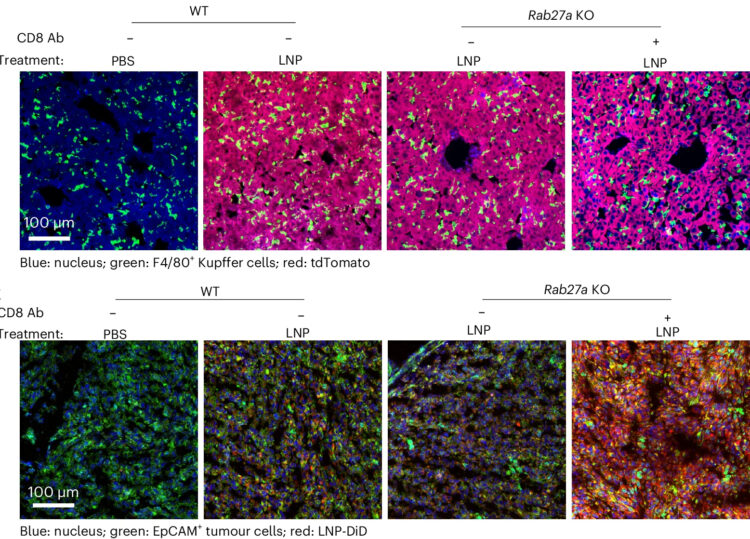 WT
Rab27a KO
CD8 Ab – – – +
Treatment: PBS LNP LNP LNP
100 µm
Blue: nucleus; green: F4/80⁺ Kupffer cells; red: tdTomato
WT
Rab27a KO
CD8 Ab – – – +
Treatment: PBS LNP LNP LNP
100 µm
Blue: nucleus; green: EpCAM⁺ tumour cells; red: LNP-DiD